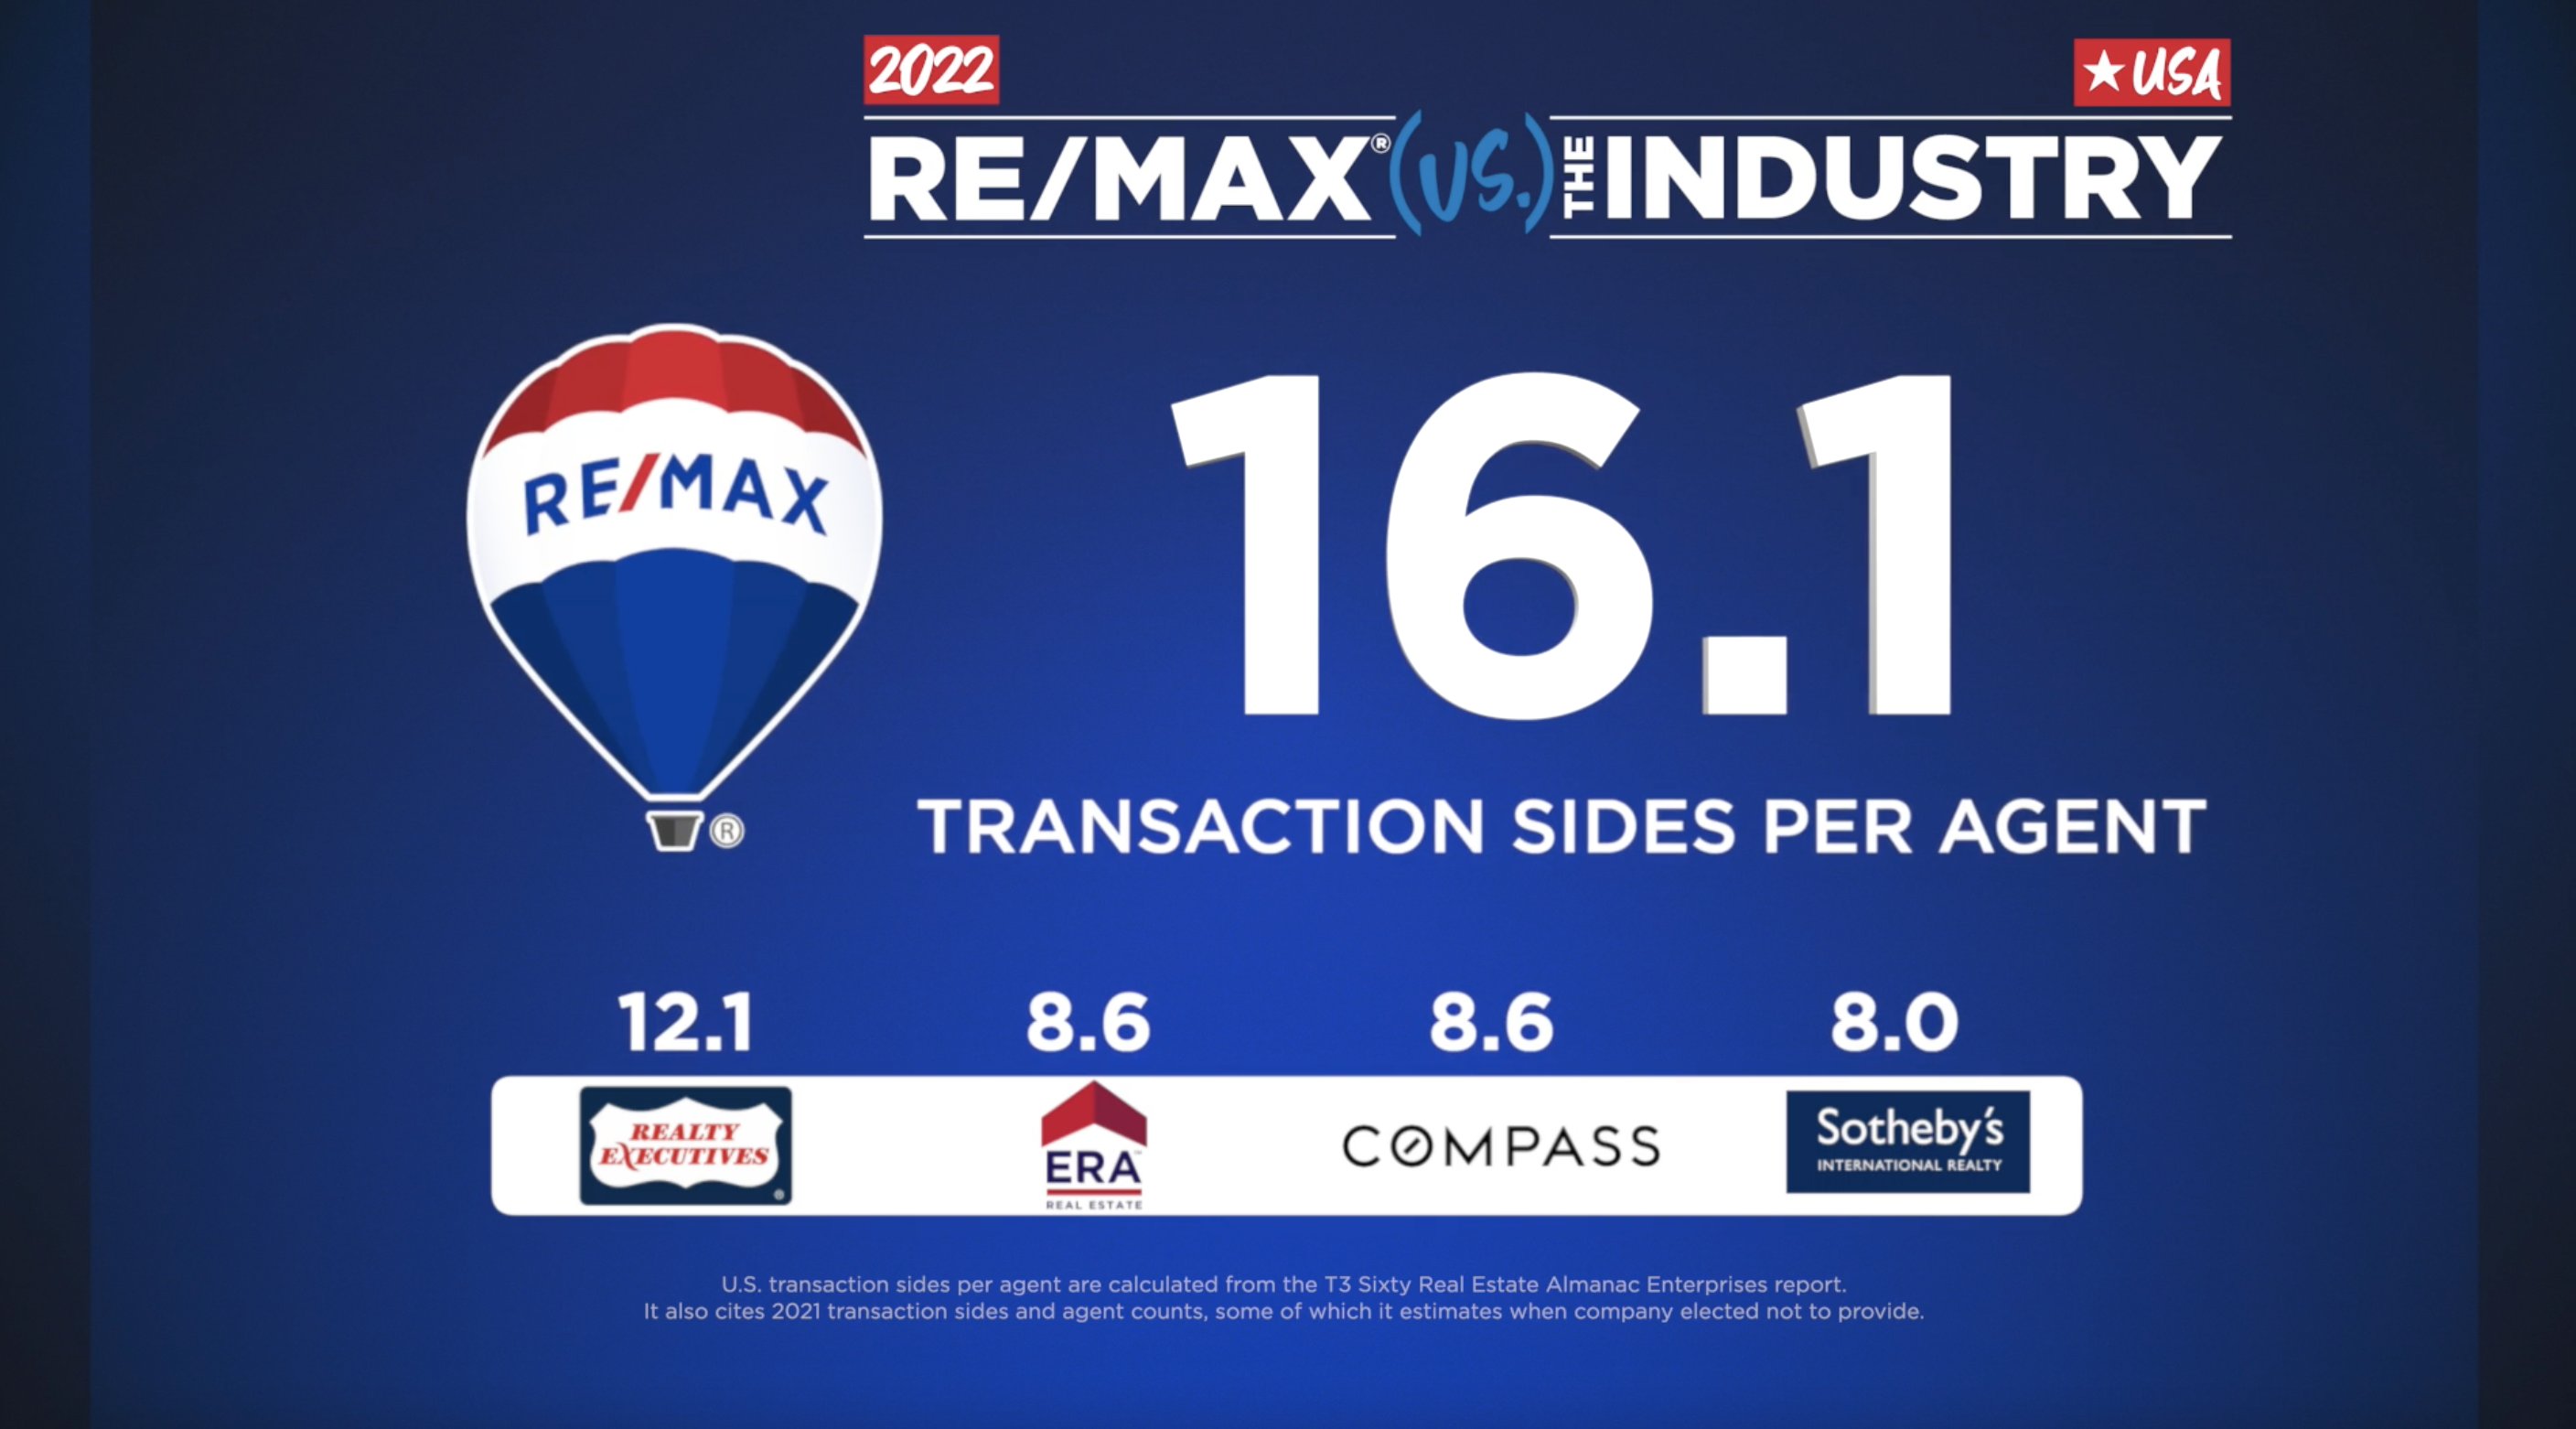 2022
★ USA
RE/MAX® (VS.) THE INDUSTRY
RE/MAX
®
16.1
TRANSACTION SIDES PER AGENT
12.1 8.6 8.6 8.0
REALTY
EXECUTIVES
®
ERA™
REAL ESTATE
COMPASS
Sotheby's
INTERNATIONAL REALTY
U.S. transaction sides per agent are calculated from the T3 Sixty Real Estate Almanac Enterprises report.
It also cites 2021 transaction sides and agent counts, some of which it estimates when company elected not to provide.